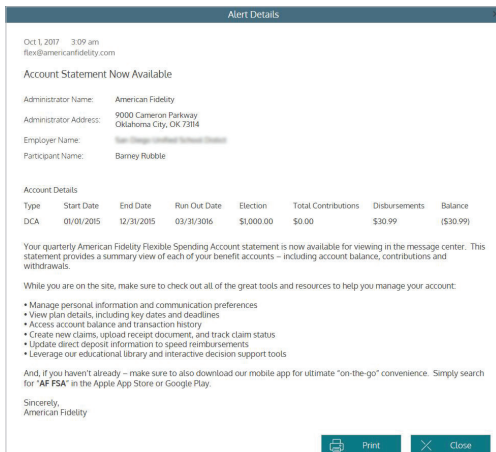 Alert Details
Oct 1, 2017 3:09 am
flex@americanfidelity.com
Account Statement Now Available
Administrator Name: American Fidelity
Administrator Address: 9000 Cameron Parkway
Oklahoma City, OK 73114
Employer Name:
Participant Name: Barney Rubble
Account Details
Type Start Date End Date Run Out Date Election Total Contributions Disbursements Balance
DCA 01/01/2015 12/31/2015 03/31/3016 $1,000.00 $0.00 $30.99 ($30.99)
Your quarterly American Fidelity Flexible Spending Account statement is now available for viewing in the message center. This
statement provides a summary view of each of your benefit accounts – including account balance, contributions and
withdrawals.
While you are on the site, make sure to check out all of the great tools and resources to help you manage your account:
• Manage personal information and communication preferences
• View plan details, including key dates and deadlines
• Access account balance and transaction history
• Create new claims, upload receipt document, and track claim status
• Update direct deposit information to speed reimbursements
• Leverage our educational library and interactive decision support tools
And, if you haven't already – make sure to also download our mobile app for ultimate "on-the-go" convenience. Simply search
for "AF FSA" in the Apple App Store or Google Play.
Sincerely,
American Fidelity
Print Close